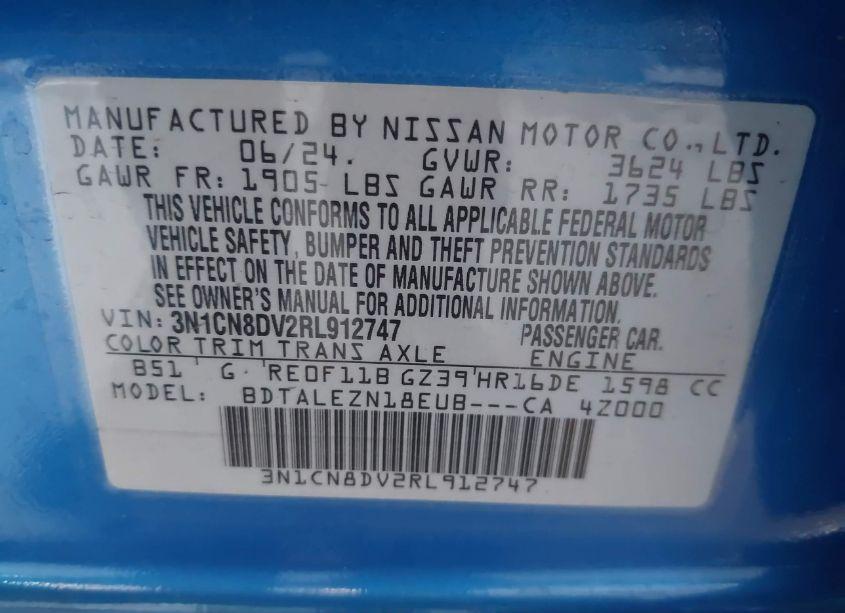 MANUFACTURED BY NISSAN MOTOR CO., LTD.
DATE: 06/24. GVWR: 3624 LBS
GAWR FR: 1905 LBS GAWR RR: 1735 LBS
THIS VEHICLE CONFORMS TO ALL APPLICABLE FEDERAL MOTOR
VEHICLE SAFETY, BUMPER AND THEFT PREVENTION STANDARDS
IN EFFECT ON THE DATE OF MANUFACTURE SHOWN ABOVE.
SEE OWNER'S MANUAL FOR ADDITIONAL INFORMATION.
VIN: 3N1CN8DV2RL912747 PASSENGER CAR.
COLOR TRIM TRANS AXLE ENGINE
B51 G RE0F11B GZ39 HR16DE 1598 CC
MODEL: BDTALEZN18EUB---CA 4Z000
3N1CN8DV2RL912747